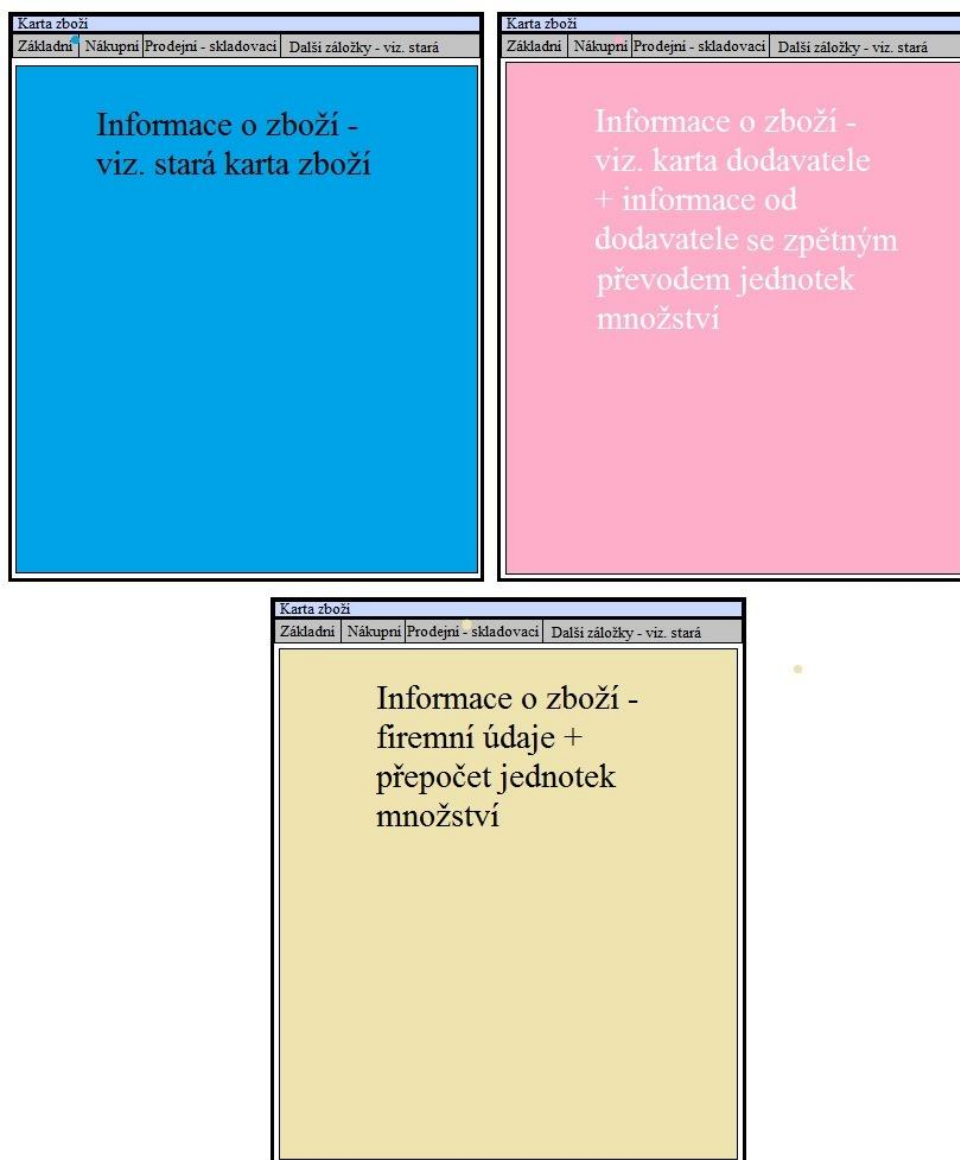 Karta zboží
Základní Nákupní Prodejní - skladovací Další záložky - viz. stará
Informace o zboží -
viz. stará karta zboží
Karta zboží
Základní Nákupní Prodejní - skladovací Další záložky - viz. stará
Informace o zboží -
viz. karta dodavatele
+ informace od
dodavatele se zpětným
převodem jednotek
množství
Karta zboží
Základní Nákupní Prodejní - skladovací Další záložky - viz. stará
Informace o zboží -
firemní údaje +
přepočet jednotek
množství